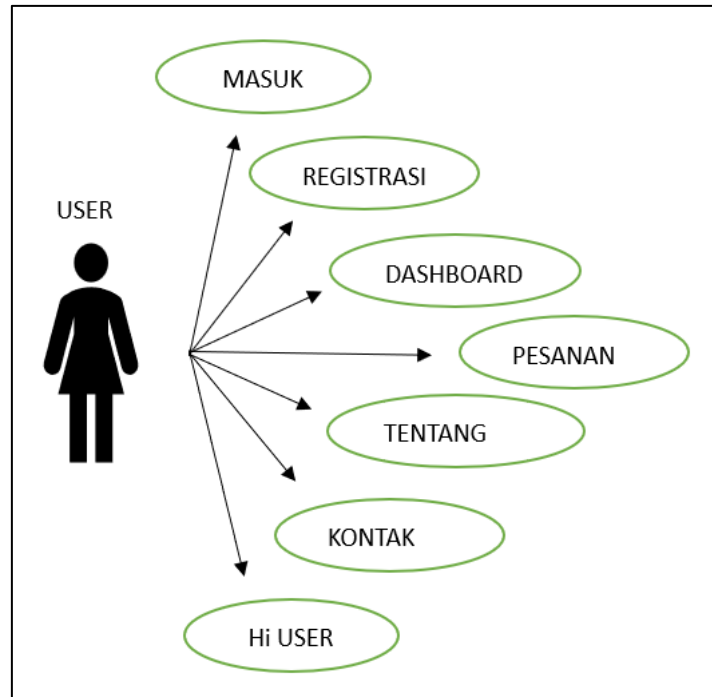 MASUK
REGISTRASI
USER
DASHBOARD
PESANAN
TENTANG
KONTAK
Hi USER